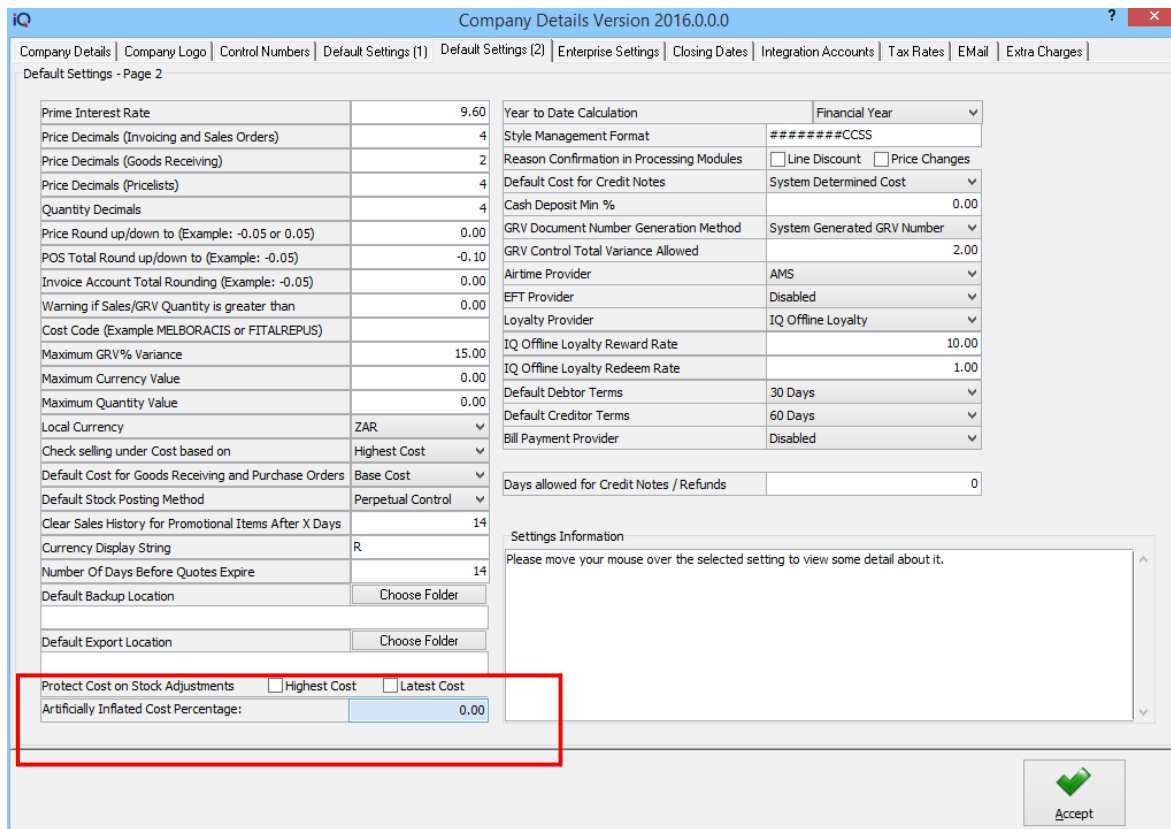 iQ
Company Details Version 2016.0.0.0
?
Company Details
Company Logo
Control Numbers
Default Settings (1)
Default Settings (2)
Enterprise Settings
Closing Dates
Integration Accounts
Tax Rates
EMail
Extra Charges
Default Settings - Page 2
Prime Interest Rate 9.60
Price Decimals (Invoicing and Sales Orders) 4
Price Decimals (Goods Receiving) 2
Price Decimals (Pricelists) 4
Quantity Decimals 4
Price Round up/down to (Example: -0.05 or 0.05) 0.00
POS Total Round up/down to (Example: -0.05) -0.10
Invoice Account Total Rounding (Example: -0.05) 0.00
Warning if Sales/GRV Quantity is greater than 0.00
Cost Code (Example MELBORACIS or FITALREPUS)
Maximum GRV% Variance 15.00
Maximum Currency Value 0.00
Maximum Quantity Value 0.00
Local Currency ZAR
Check selling under Cost based on Highest Cost
Default Cost for Goods Receiving and Purchase Orders Base Cost
Default Stock Posting Method Perpetual Control
Clear Sales History for Promotional Items After X Days 14
Currency Display String R
Number Of Days Before Quotes Expire 14
Default Backup Location Choose Folder
Default Export Location Choose Folder
Protect Cost on Stock Adjustments Highest Cost Latest Cost
Artificially Inflated Cost Percentage: 0.00
Year to Date Calculation Financial Year
Style Management Format ########CCSS
Reason Confirmation in Processing Modules Line Discount Price Changes
Default Cost for Credit Notes System Determined Cost
Cash Deposit Min % 0.00
GRV Document Number Generation Method System Generated GRV Number
GRV Control Total Variance Allowed 2.00
Airtime Provider AMS
EFT Provider Disabled
Loyalty Provider IQ Offline Loyalty
IQ Offline Loyalty Reward Rate 10.00
IQ Offline Loyalty Redeem Rate 1.00
Default Debtor Terms 30 Days
Default Creditor Terms 60 Days
Bill Payment Provider Disabled
Days allowed for Credit Notes / Refunds 0
Settings Information
Please move your mouse over the selected setting to view some detail about it.
Accept